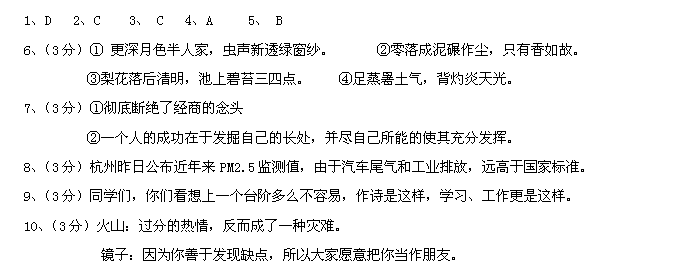 1、D  2、C  3、 C  4、A  5、 B
6、(3分)① 更深月色半人家，虫声新透绿窗纱。  ②零落成泥碾作尘，只有香如故。
③梨花落后清明，池上碧苔三四点。  ④足蒸暑土气，背灼炎天光。
7、(3分)①彻底断绝了经商的念头
②一个人的成功在于发掘自己的长处，并尽自己所能的使其充分发挥。
8、(3分)杭州昨日公布近年来PM2.5监测值，由于汽车尾气和工业排放，远高于国家标准。
9、(3分)同学们，你们看想上一个台阶多么不容易，作诗是这样，学习、工作更是这样。
10、(3分)火山：过分的热情，反而成了一种灾难。
镜子：因为你善于发现缺点，所以大家愿意把你当作朋友。